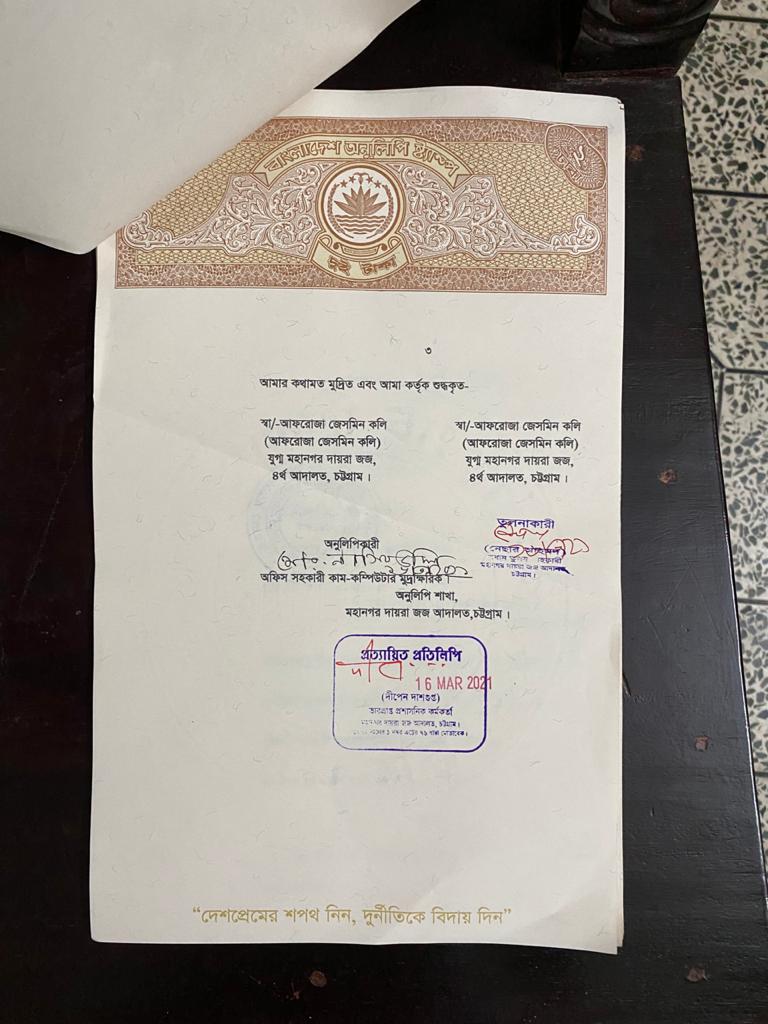 বাংলাদেশ অনুলিপি স্ট্যাম্প
দুই টাকা
৩
আমার কথামত মুদ্রিত এবং আমা কর্তৃক শুদ্ধকৃত-
স্বা/-আফরোজা জেসমিন কলি
(আফরোজা জেসমিন কলি)
যুগ্ম মহানগর দায়রা জজ,
৪র্থ আদালত, চট্টগ্রাম ।
স্বা/-আফরোজা জেসমিন কলি
(আফরোজা জেসমিন কলি)
যুগ্ম মহানগর দায়রা জজ,
৪র্থ আদালত, চট্টগ্রাম ।
তুলনাকারী
মহানগর দায়রা জজ আদালত
চট্টগ্রাম ।
অনুলিপিকারী
অফিস সহকারী কাম-কম্পিউটার মুদ্রাক্ষরিক
অনুলিপি শাখা,
মহানগর দায়রা জজ আদালত,চট্টগ্রাম ।
প্রত্যায়িত প্রতিলিপি
16 MAR 2021
(দীপেন দাশগুপ্ত)
ভারপ্রাপ্ত প্রশাসনিক কর্মকর্তা
মহানগর দায়রা জজ আদালত, চট্টগ্রাম ।
“দেশপ্রেমের শপথ নিন, দুর্নীতিকে বিদায় দিন”